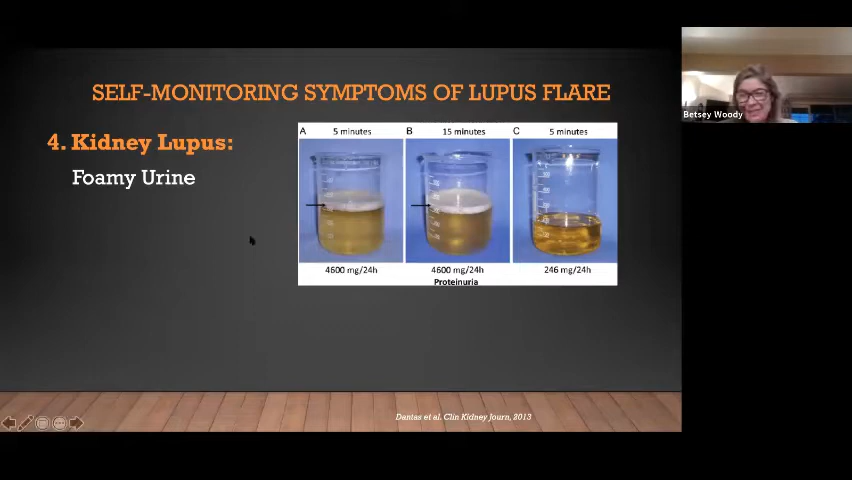 SELF-MONITORING SYMPTOMS OF LUPUS FLARE
4. Kidney Lupus:
Foamy Urine
A 5 minutes B 15 minutes C 5 minutes
4600 mg/24h 4600 mg/24h 246 mg/24h
Proteinuria
Dantas et al. Clin Kidney Journ, 2013
Betsey Woody